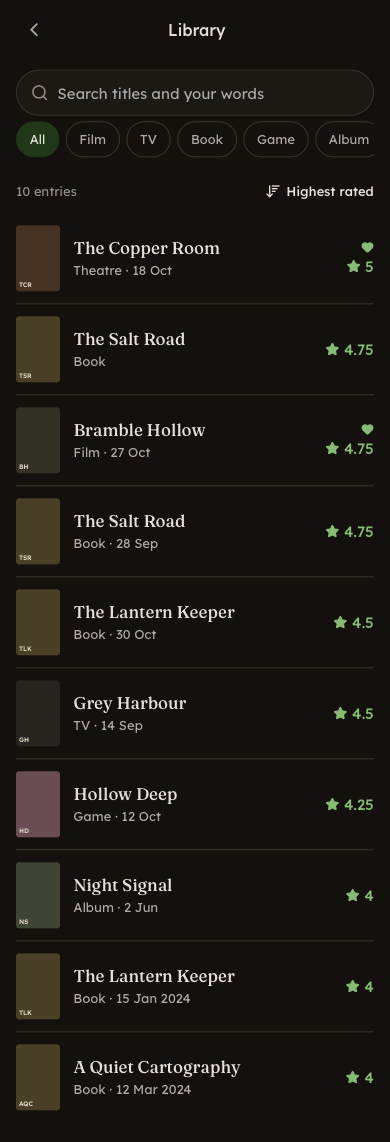 Library
Search titles and your words
All Film TV Book Game Album
10 entries Highest rated
The Copper Room
Theatre · 18 Oct
5
TCR
The Salt Road
Book
4.75
TSR
Bramble Hollow
Film · 27 Oct
4.75
BH
The Salt Road
Book · 28 Sep
4.75
TSR
The Lantern Keeper
Book · 30 Oct
4.5
TLK
Grey Harbour
TV · 14 Sep
4.5
GH
Hollow Deep
Game · 12 Oct
4.25
HD
Night Signal
Album · 2 Jun
4
NS
The Lantern Keeper
Book · 15 Jan 2024
4
TLK
A Quiet Cartography
Book · 12 Mar 2024
4
AQC